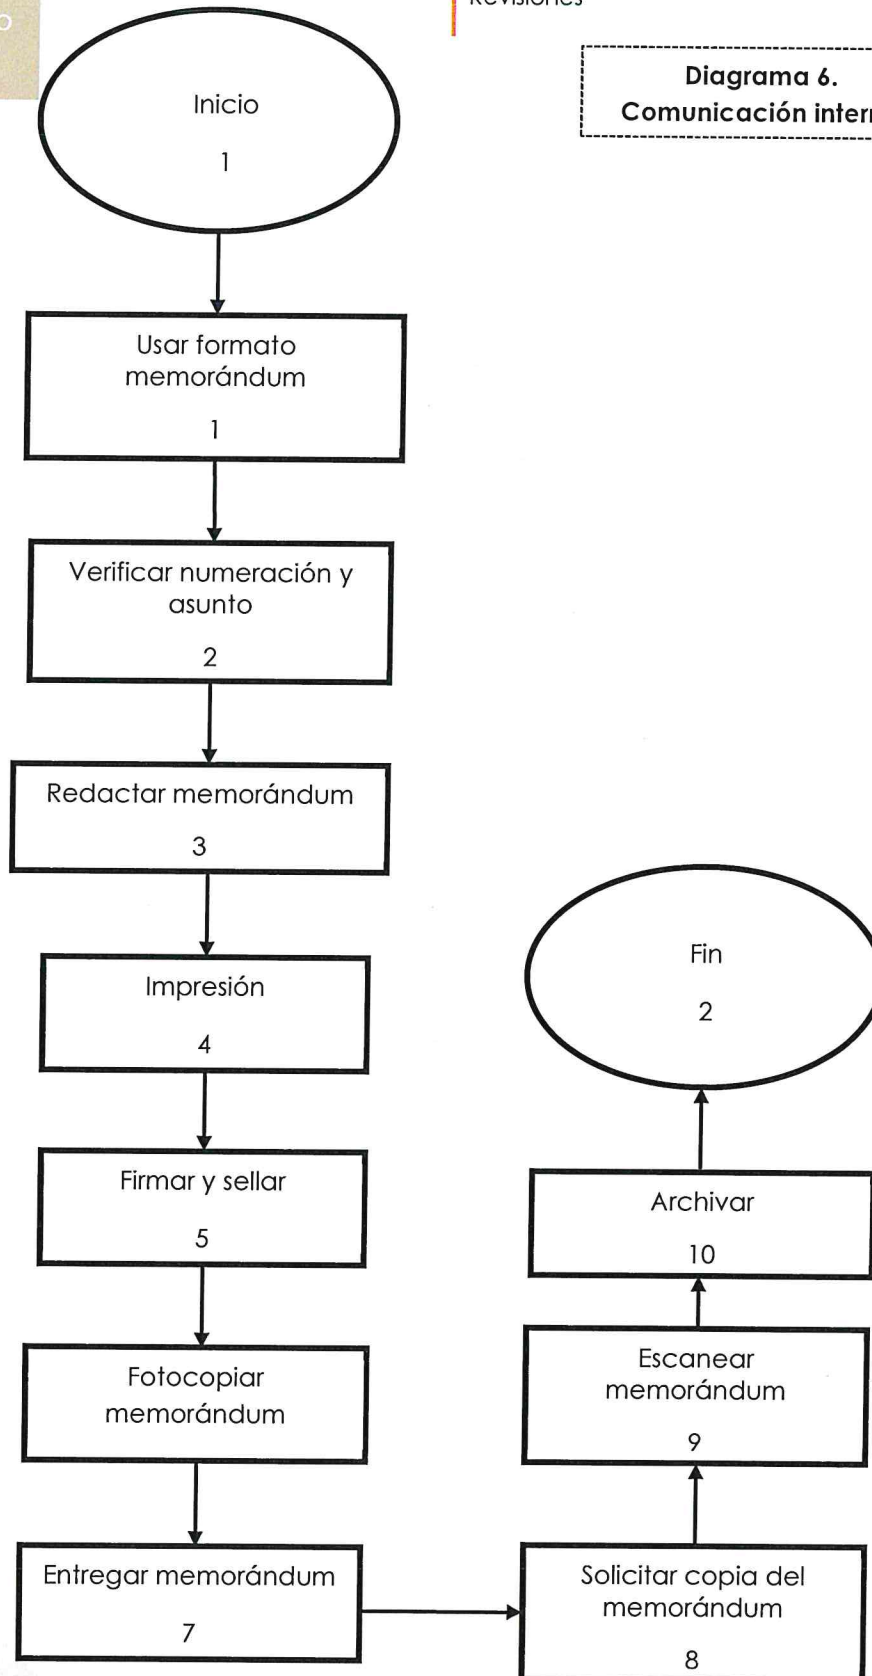 Revisiones
Diagrama 6.
Inicio
1
Usar formato
memorándum
1
Verificar numeración y
asunto
2
Redactar memorándum
3
Impresión
4
Firmar y sellar
5
Fotocopiar
memorándum
Entregar memorándum
7
Solicitar copia del
memorándum
8
Escanear
memorándum
9
Archivar
10
Fin
2
Comunicación